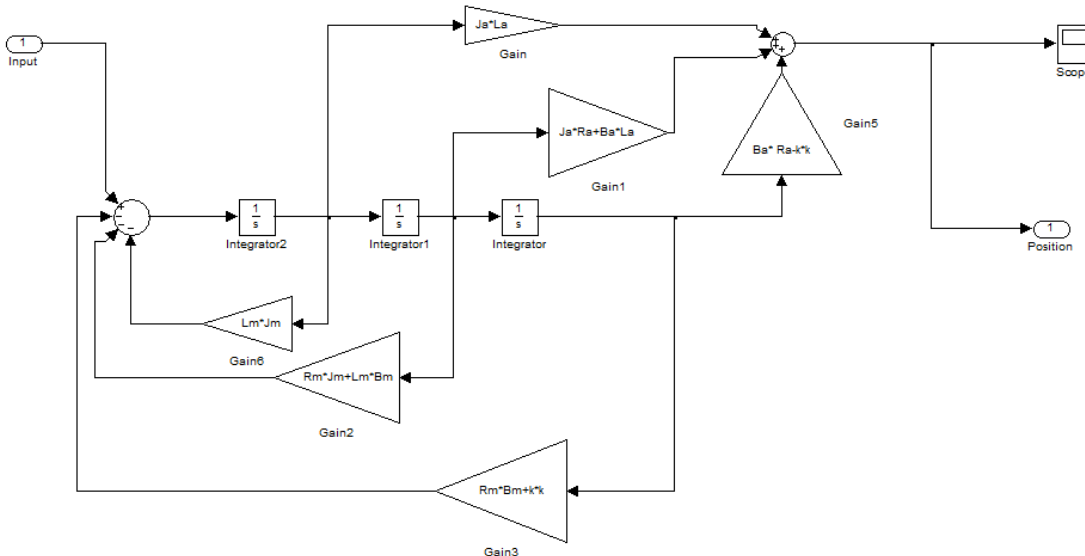 Ja*La
Gain
1
Input
Scop
Ja*Ra+Ba*La
Gain1
Gain5
Ba* Ra-k*k
+
+
+
+
−
−
−
1
s
Integrator2
1
s
Integrator1
1
s
Integrator
1
Position
Lm*Jm
Gain6
Rm*Jm+Lm*Bm
Gain2
Rm*Bm+k*k
Gain3